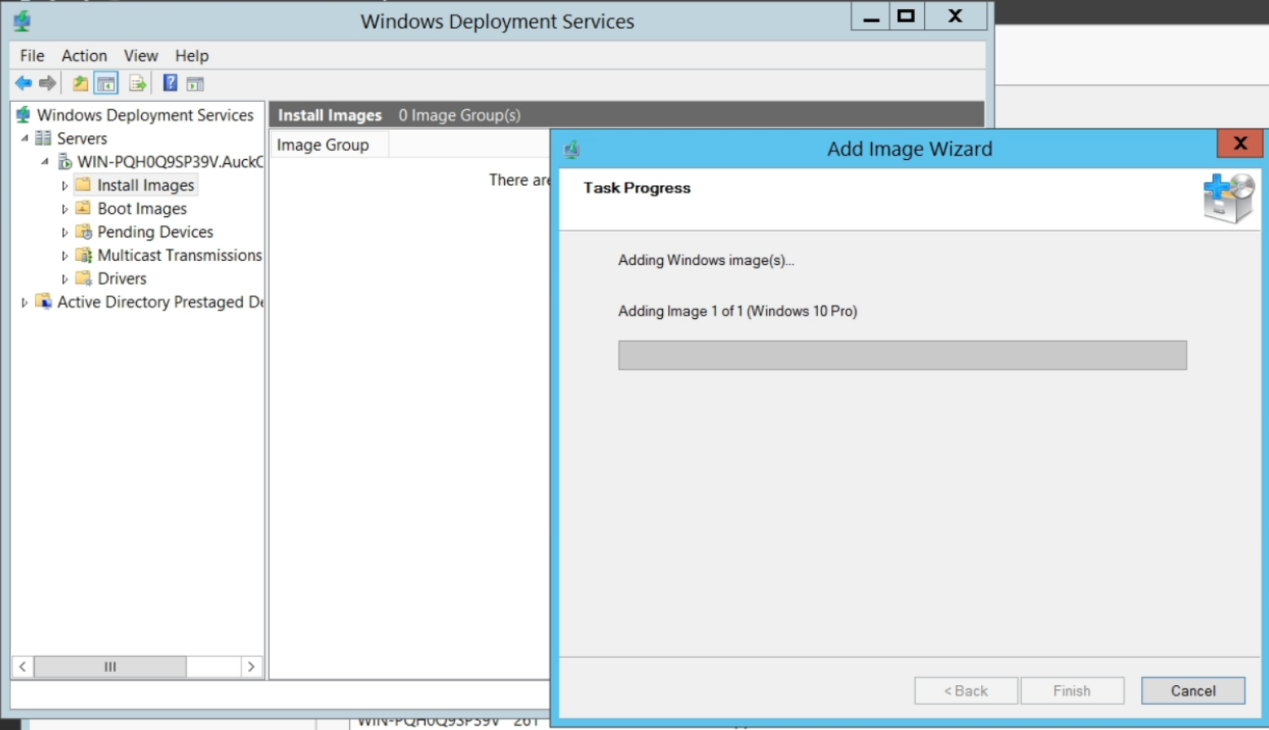 Windows Deployment Services
File Action View Help
Windows Deployment Services
Servers
WIN-PQH0Q9SP39V.AuckC
Install Images
Boot Images
Pending Devices
Multicast Transmissions
Drivers
Active Directory Prestaged De
Install Images 0 Image Group(s)
Image Group
There are
Add Image Wizard
Task Progress
Adding Windows image(s)...
Adding Image 1 of 1 (Windows 10 Pro)
< Back Finish Cancel
WIN-PQH0Q9SP39V 261